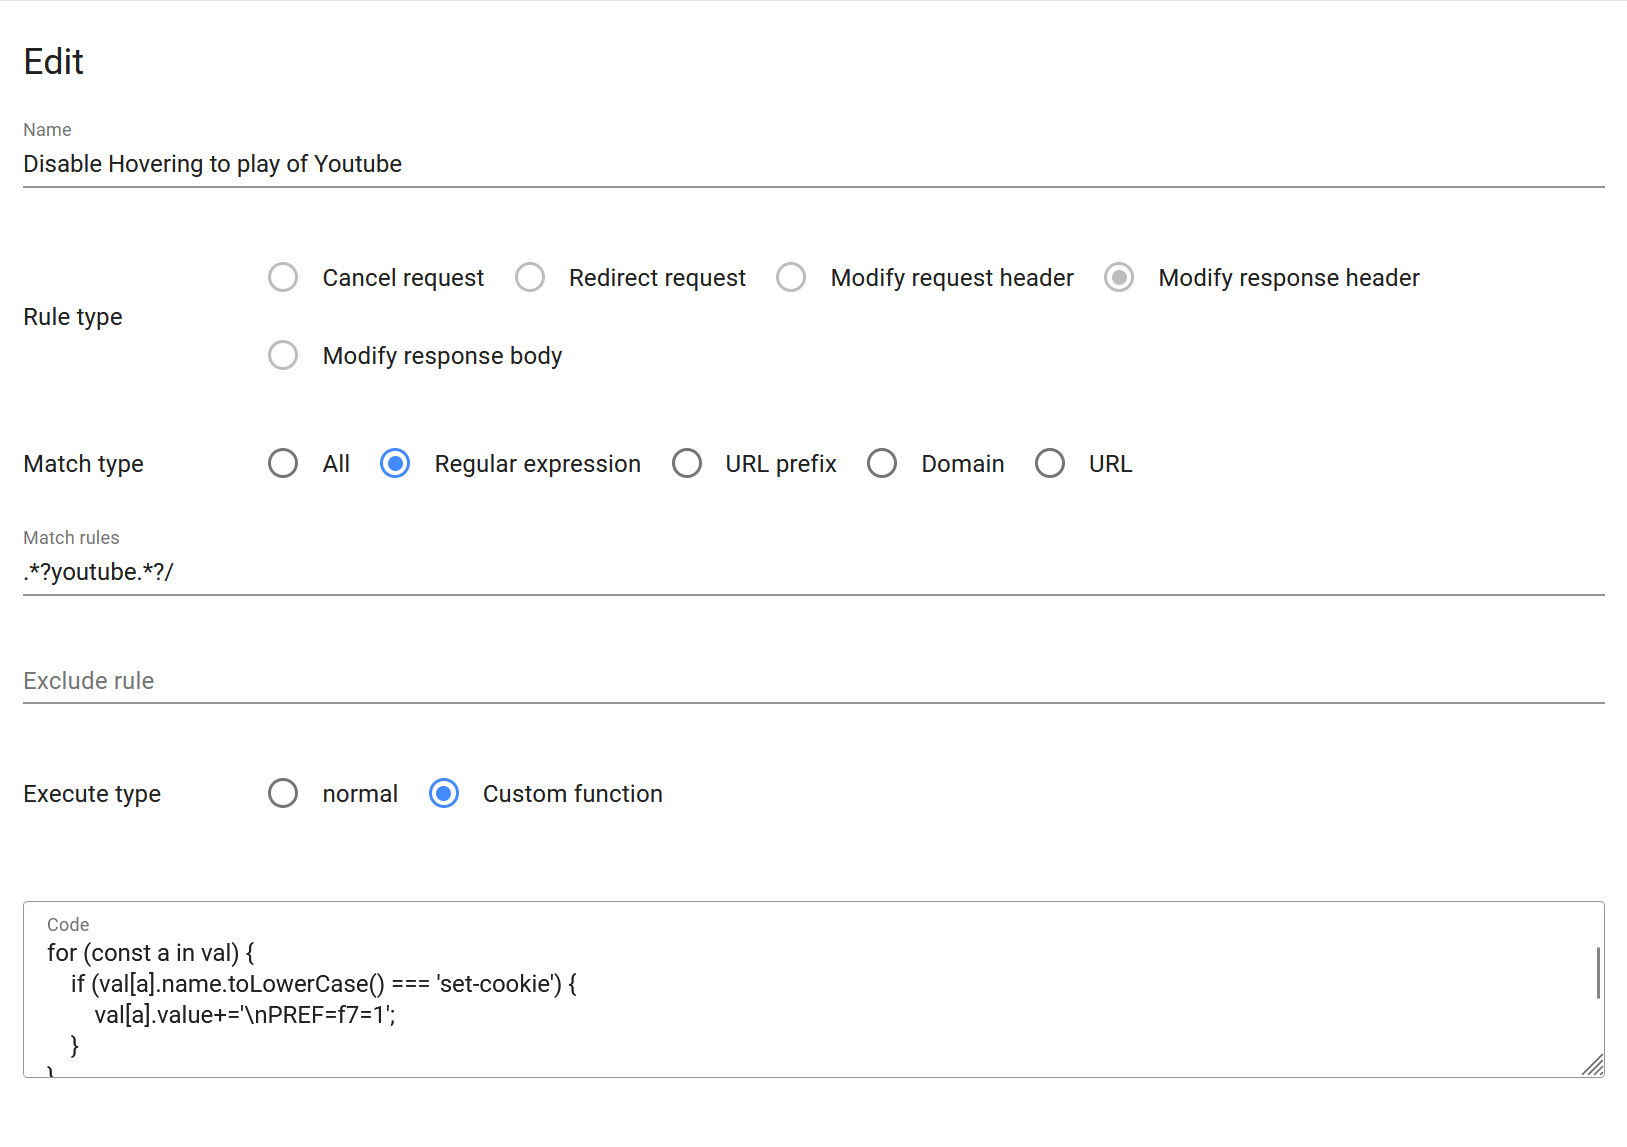 Edit
Name
Disable Hovering to play of Youtube
Rule type
Cancel request Redirect request Modify request header Modify response header
Modify response body
Match type All Regular expression URL prefix Domain URL
Match rules
.*?youtube.*?/
Exclude rule
Execute type normal Custom function
Code
for (const a in val) {
if (val[a].name.toLowerCase() === 'set-cookie') {
val[a].value+='\nPREF=f7=1';
}
}